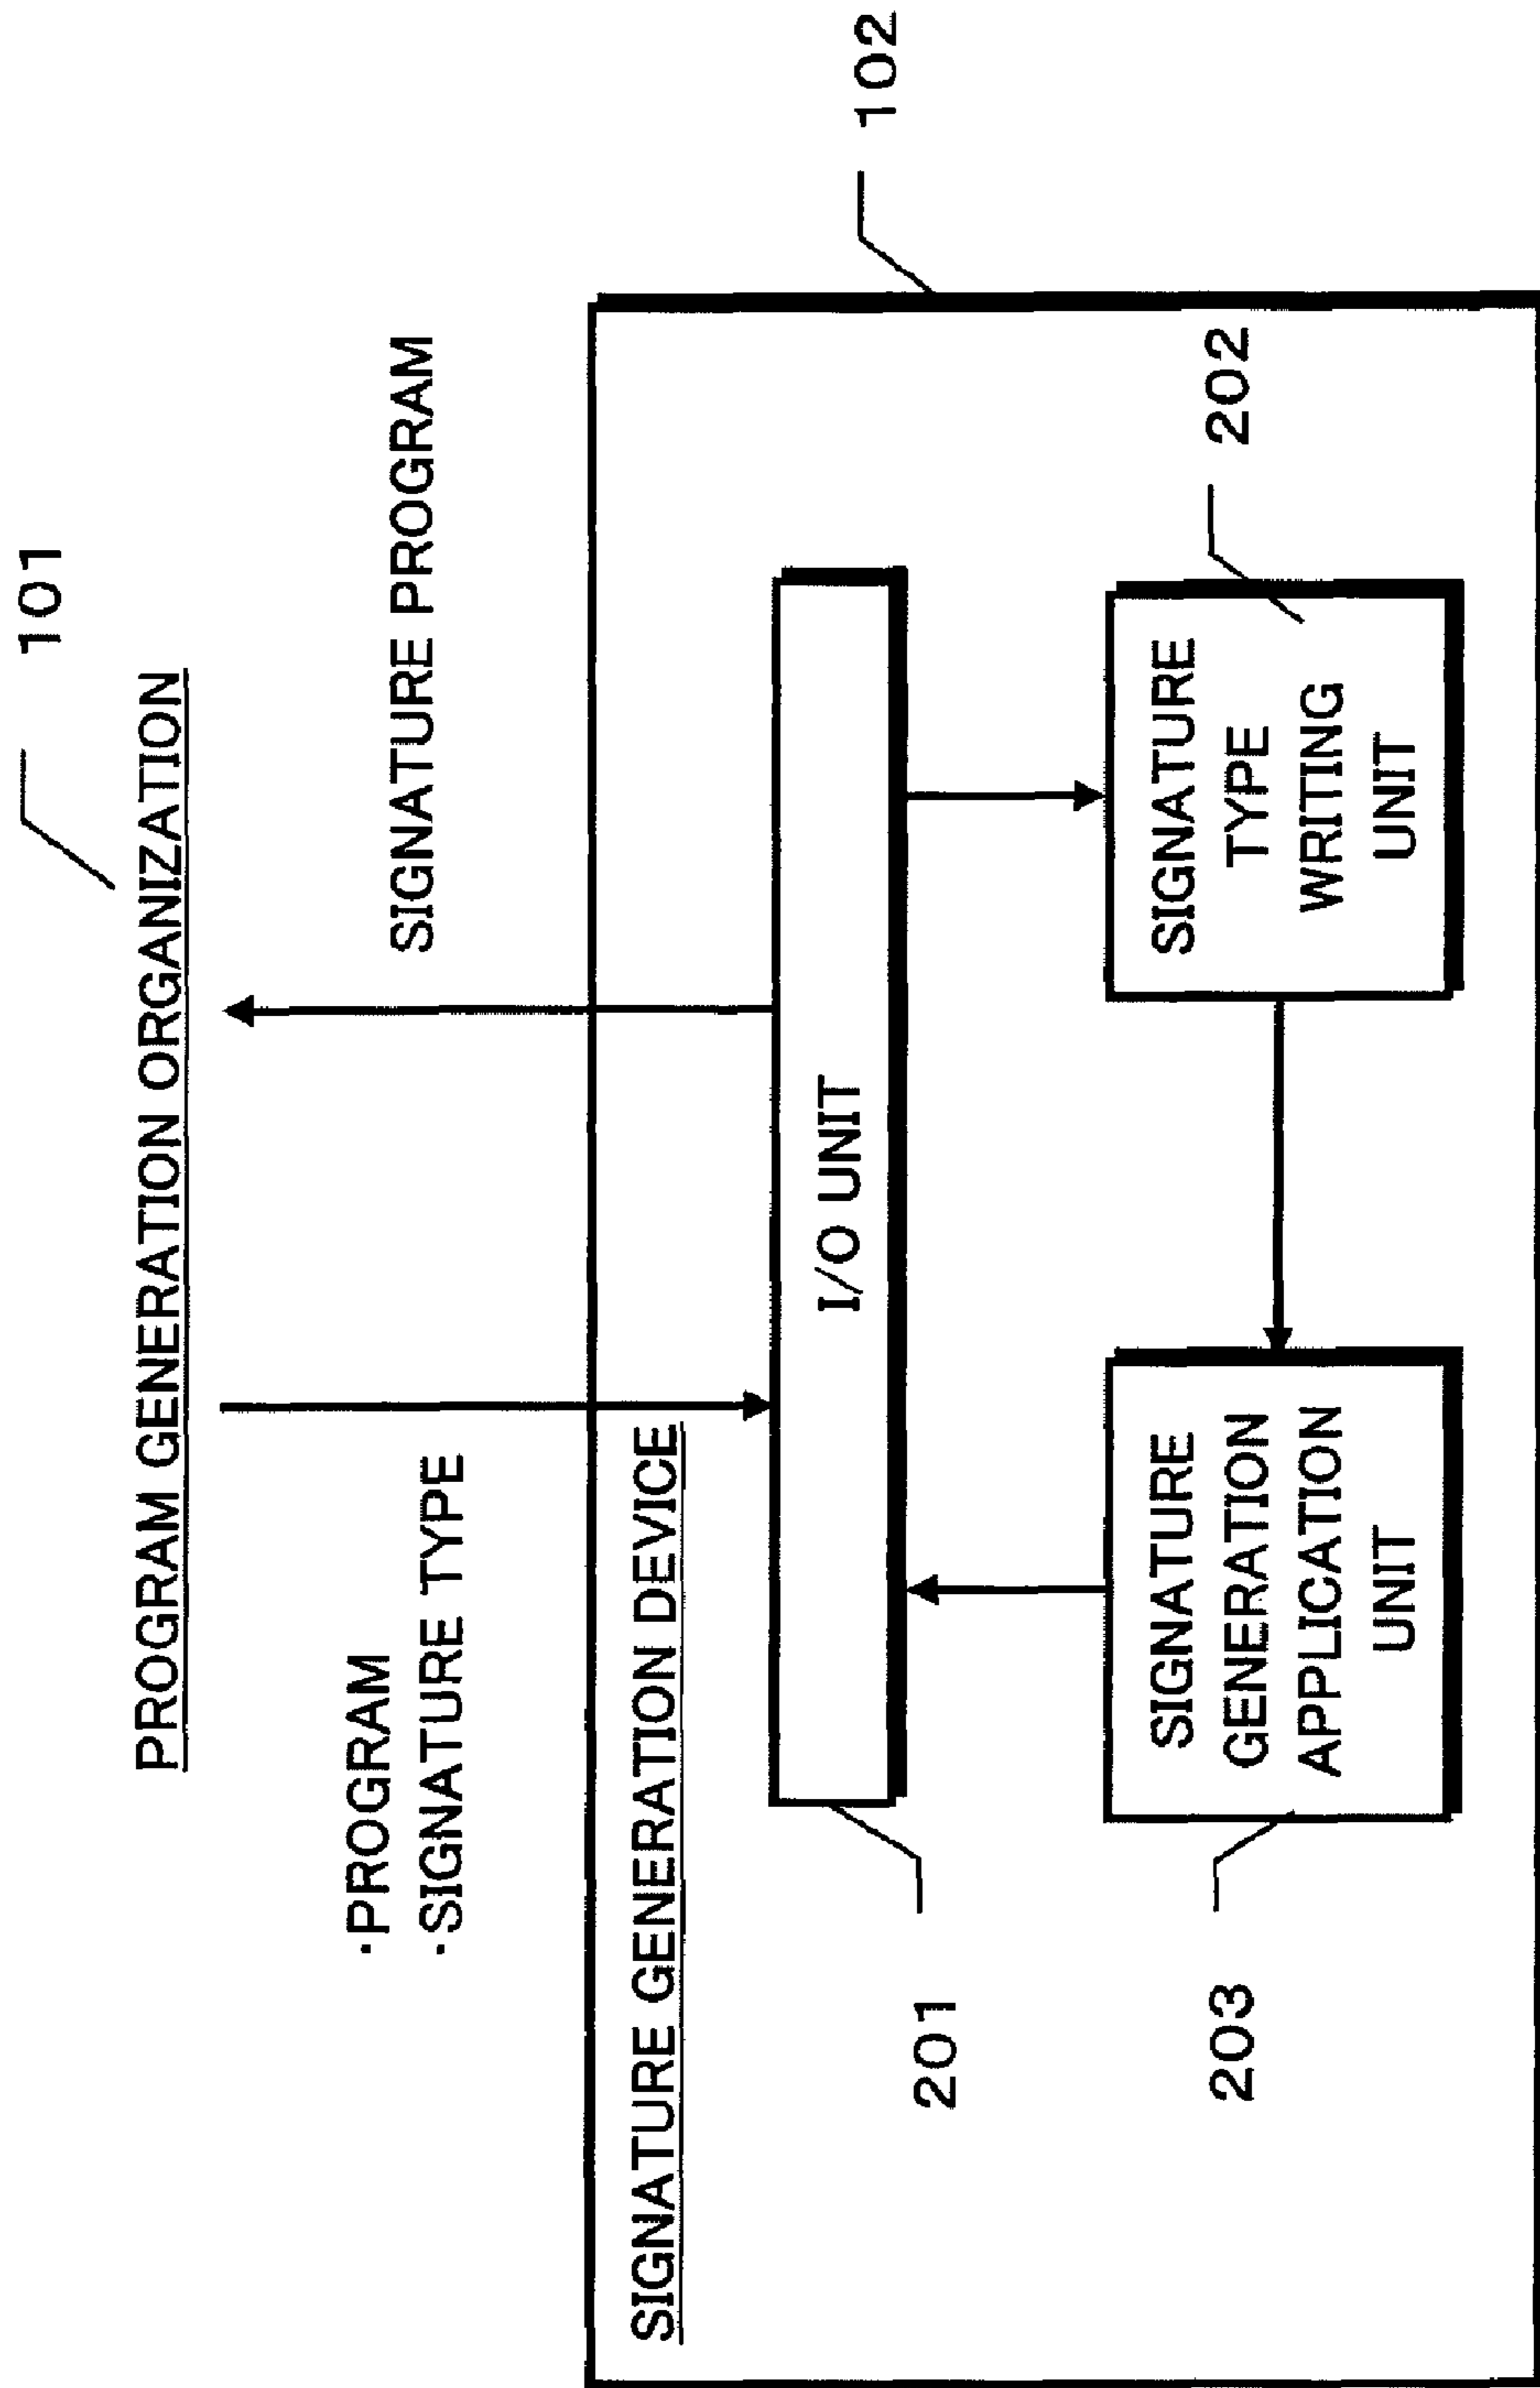 101
PROGRAM GENERATION ORGANIZATION
·PROGRAM
·SIGNATURE TYPE
SIGNATURE PROGRAM
102
SIGNATURE GENERATION DEVICE
I/O UNIT
201
SIGNATURE
GENERATION
APPLICATION
UNIT
203
SIGNATURE
TYPE
WRITING
UNIT
202